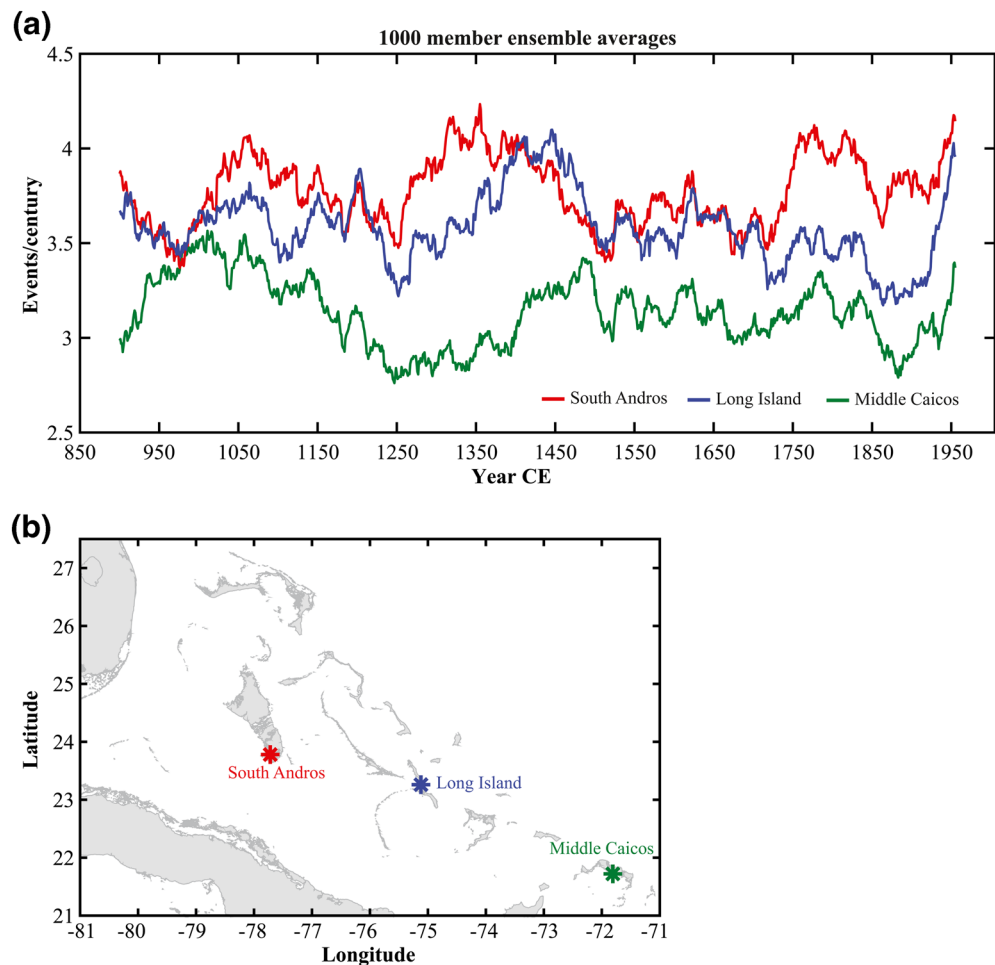 (a)
1000 member ensemble averages
4.5
4
3.5
3
2.5
Events/century
South Andros Long Island Middle Caicos
850 950 1050 1150 1250 1350 1450 1550 1650 1750 1850 1950
Year CE
(b)
27
26
25
24
23
22
21
Latitude
South Andros
Long Island
Middle Caicos
-81 -80 -79 -78 -77 -76 -75 -74 -73 -72 -71
Longitude